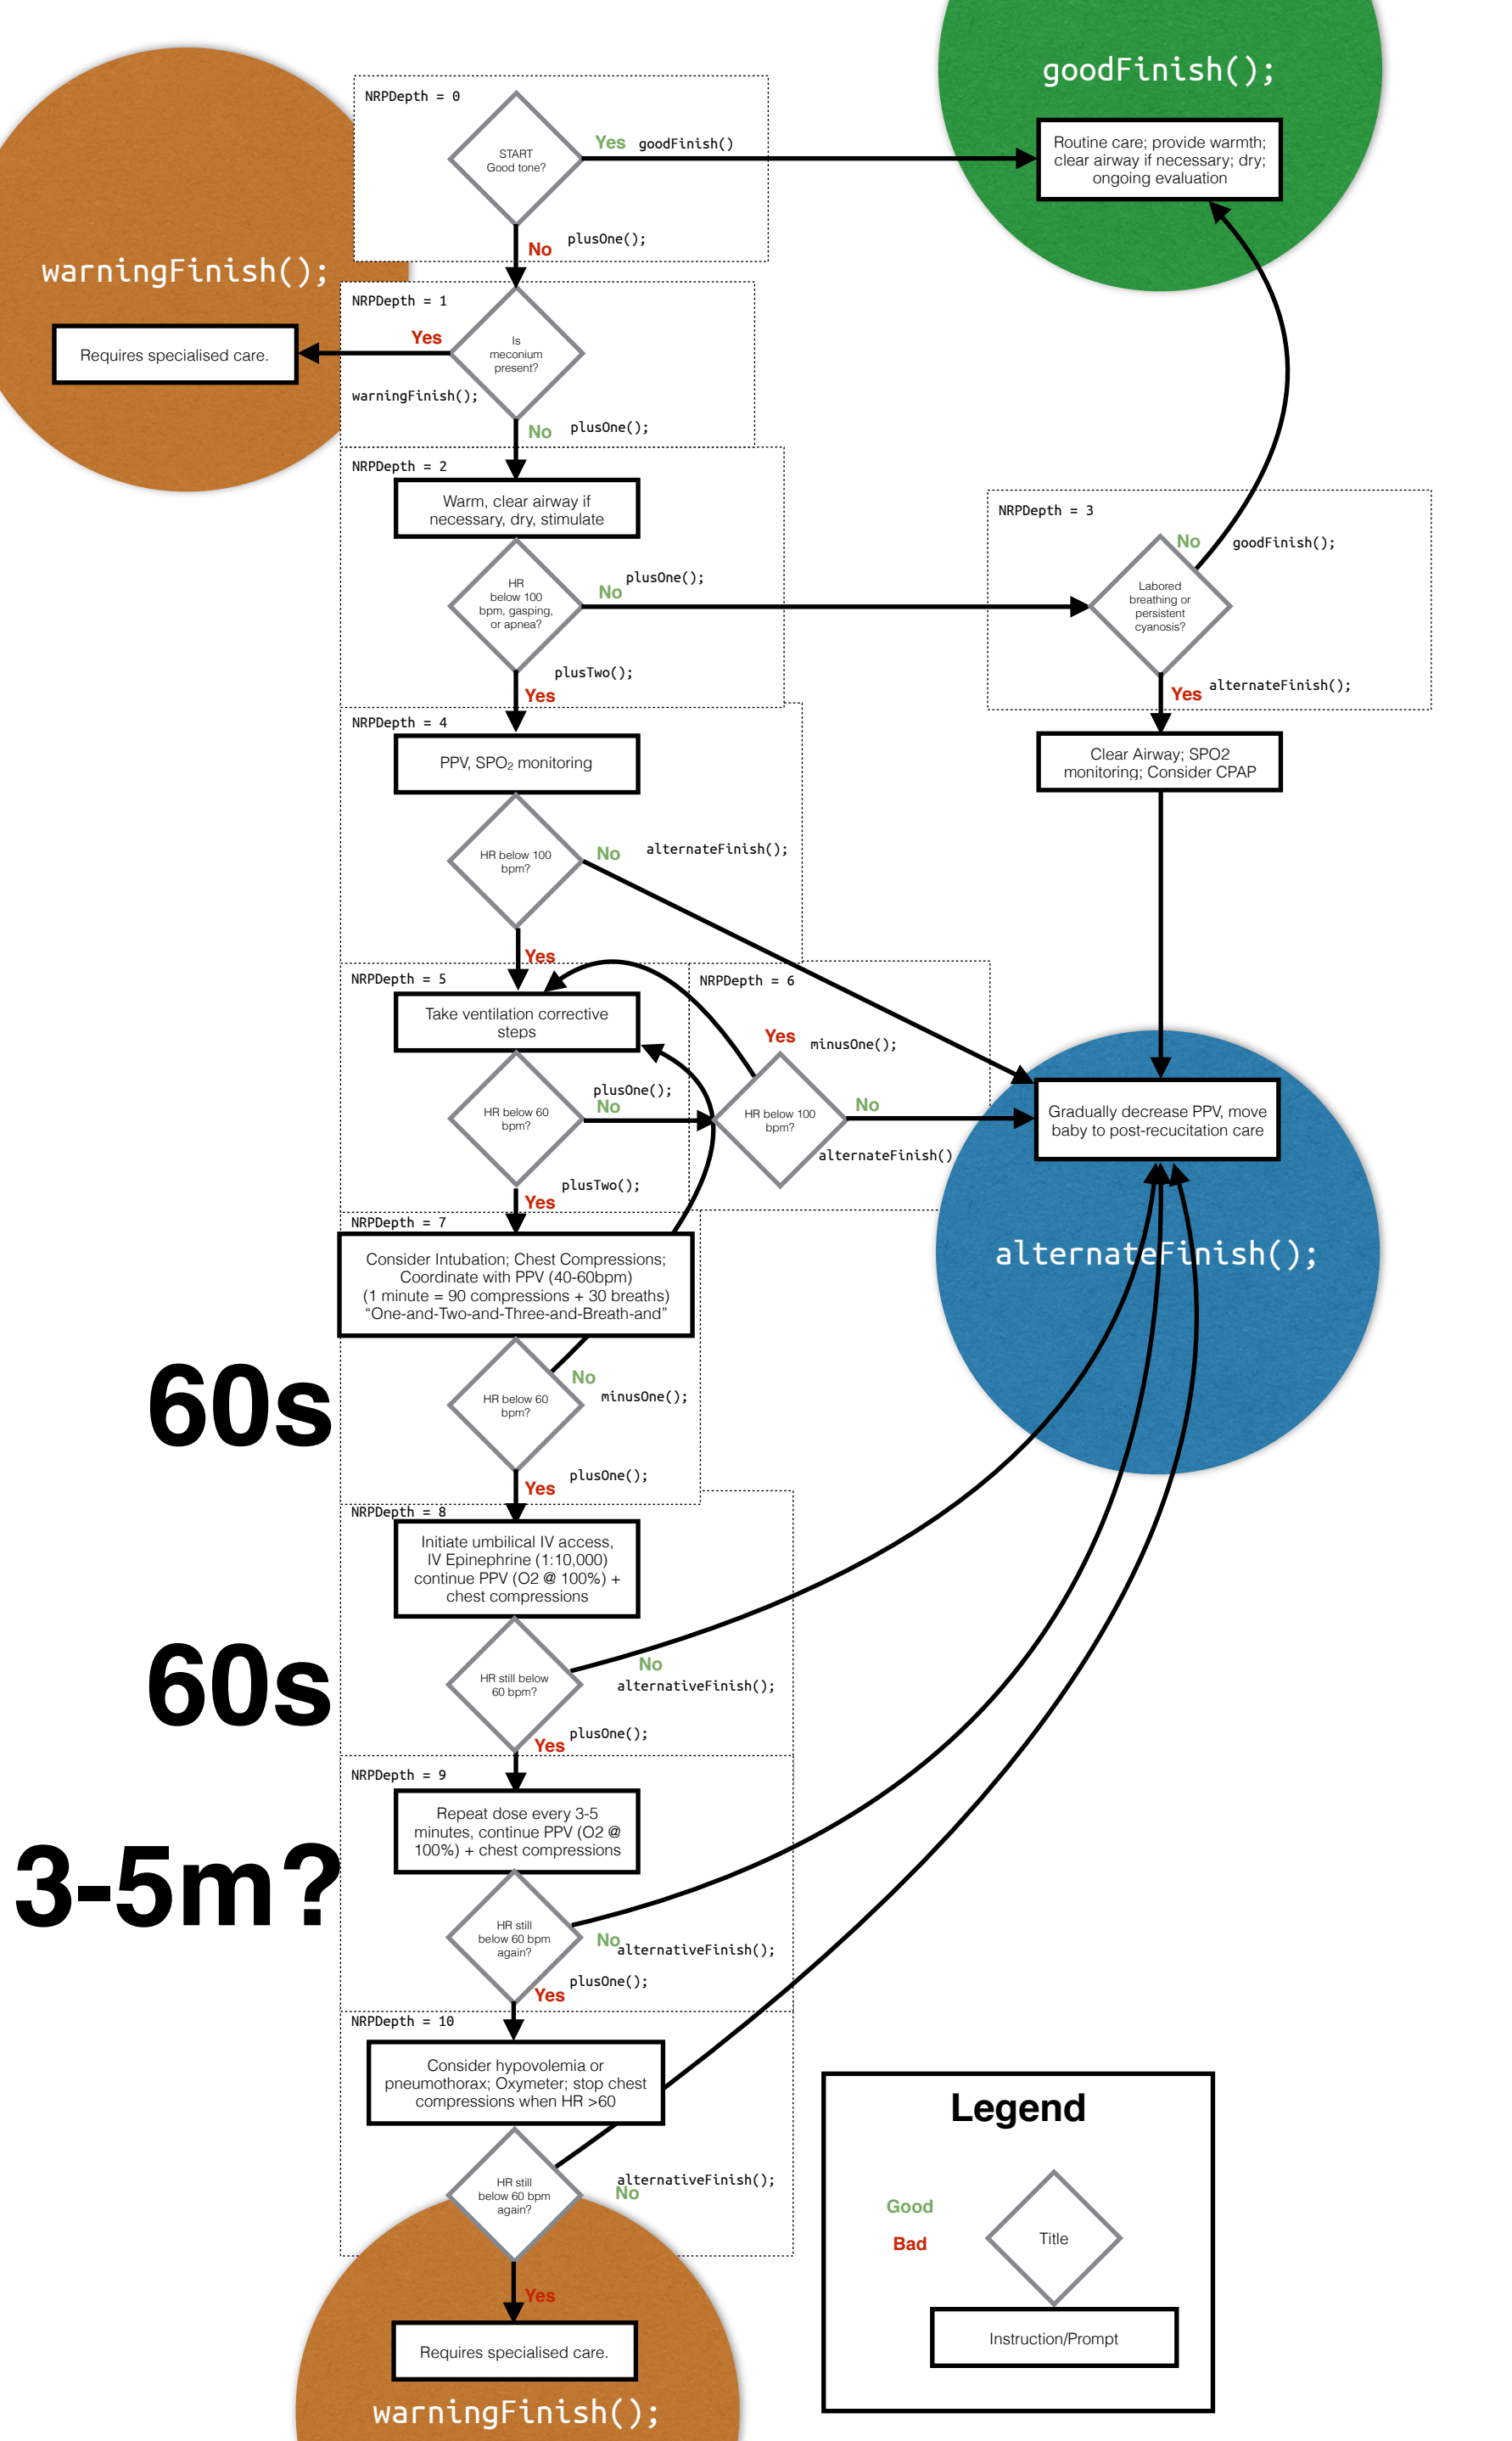 goodFinish();
Routine care; provide warmth;
clear airway if necessary; dry;
ongoing evaluation
NRPDepth = 0
START
Good tone?
Yes goodFinish()
No plusOne();
warningFinish();
Requires specialised care.
NRPDepth = 1
Yes
Is
meconium
present?
warningFinish();
No plusOne();
NRPDepth = 2
Warm, clear airway if
necessary, dry, stimulate
HR
below 100
bpm, gasping,
or apnea?
plusOne();
No
plusTwo();
Yes
NRPDepth = 3
No goodFinish();
Labored
breathing or
persistent
cyanosis?
Yes alternateFinish();
Clear Airway; SPO2
monitoring; Consider CPAP
NRPDepth = 4
PPV, SPO₂ monitoring
HR below 100
bpm?
No alternateFinish();
Yes
NRPDepth = 5
Take ventilation corrective
steps
HR below 60
bpm?
plusOne();
No
plusTwo();
Yes
NRPDepth = 6
Yes minusOne();
HR below 100
bpm?
No
alternateFinish()
Gradually decrease PPV, move
baby to post-recucitation care
alternateFinish();
NRPDepth = 7
Consider Intubation; Chest Compressions;
Coordinate with PPV (40-60bpm)
(1 minute = 90 compressions + 30 breaths)
“One-and-Two-and-Three-and-Breath-and”
60s
HR below 60
bpm?
No
minusOne();
plusOne();
Yes
NRPDepth = 8
Initiate umbilical IV access,
IV Epinephrine (1:10,000)
continue PPV (O2 @ 100%) +
chest compressions
60s
HR still below
60 bpm?
No
alternativeFinish();
plusOne();
Yes
NRPDepth = 9
Repeat dose every 3-5
minutes, continue PPV (O2 @
100%) + chest compressions
3-5m?
HR still
below 60 bpm
again?
No
alternativeFinish();
plusOne();
Yes
NRPDepth = 10
Consider hypovolemia or
pneumothorax; Oxymeter; stop chest
compressions when HR >60
HR still
below 60 bpm
again?
alternativeFinish();
No
Yes
Requires specialised care.
warningFinish();
Legend
Good
Bad
Title
Instruction/Prompt